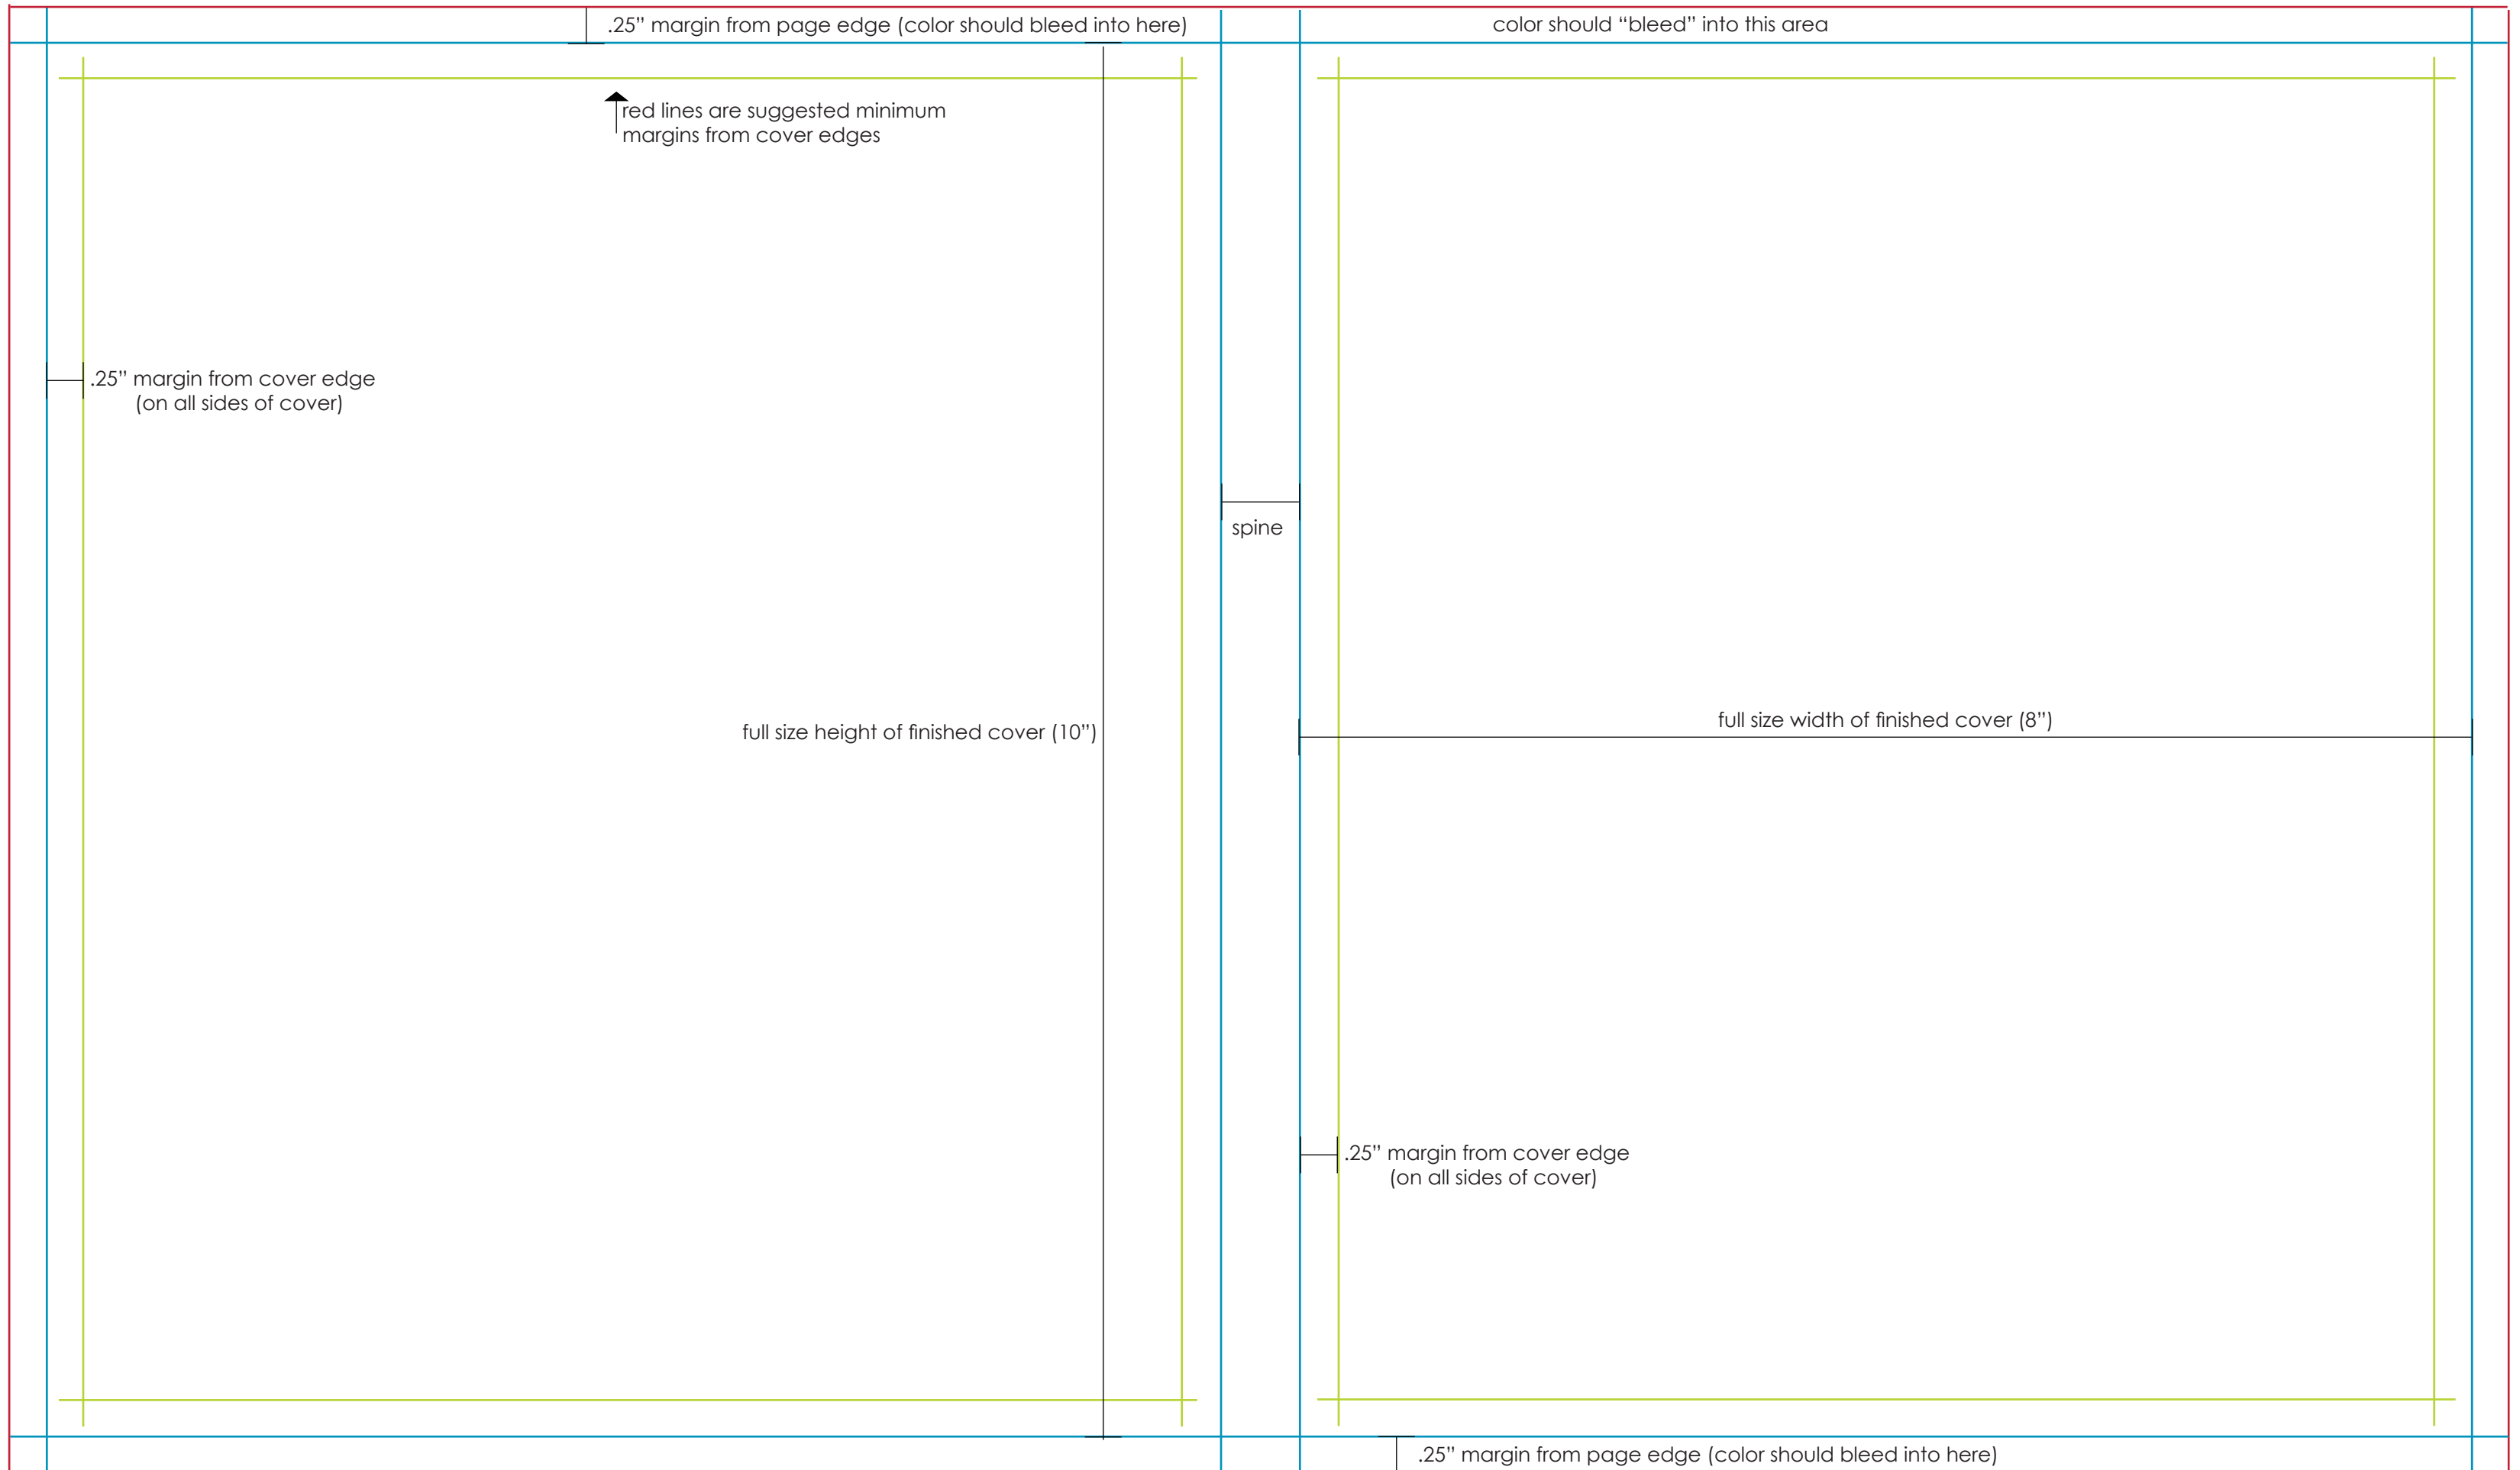 .25” margin from page edge (color should bleed into here)
color should “bleed” into this area
red lines are suggested minimum
margins from cover edges
.25” margin from cover edge
(on all sides of cover)
spine
full size height of finished cover (10”)
full size width of finished cover (8”)
.25” margin from cover edge
(on all sides of cover)
.25” margin from page edge (color should bleed into here)